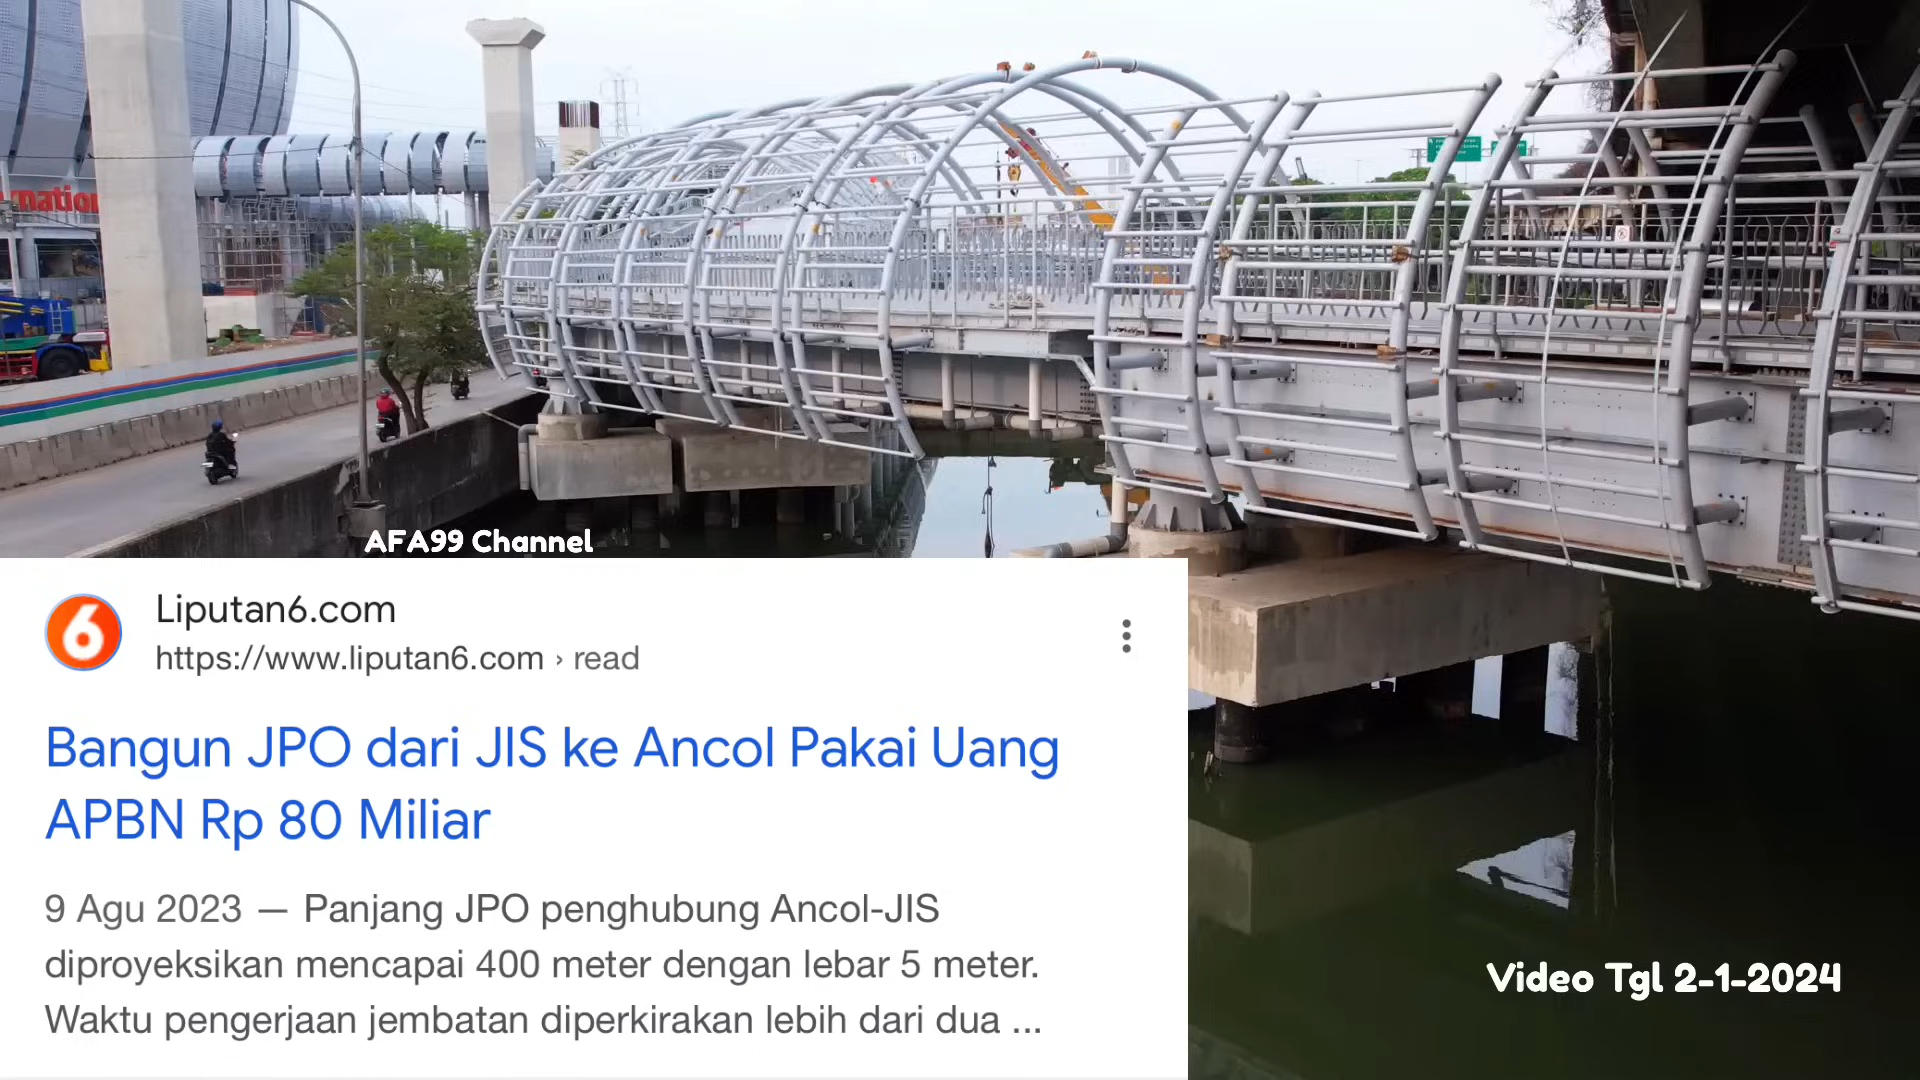 nation
AFA99 Channel
6
Liputan6.com
https://www.liputan6.com › read
Bangun JPO dari JIS ke Ancol Pakai Uang
APBN Rp 80 Miliar
9 Agu 2023 — Panjang JPO penghubung Ancol-JIS
diproyeksikan mencapai 400 meter dengan lebar 5 meter.
Waktu pengerjaan jembatan diperkirakan lebih dari dua ...
Video Tgl 2-1-2024